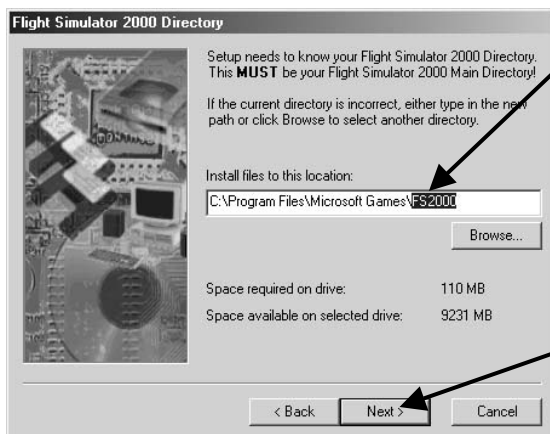 Flight Simulator 2000 Directory
Setup needs to know your Flight Simulator 2000 Directory.
This MUST be your Flight Simulator 2000 Main Directory!
If the current directory is incorrect, either type in the new
path or click Browse to select another directory.
Install files to this location:
C:\Program Files\Microsoft Games\FS2000
Browse...
Space required on drive: 110 MB
Space available on selected drive: 9231 MB
< Back Next > Cancel